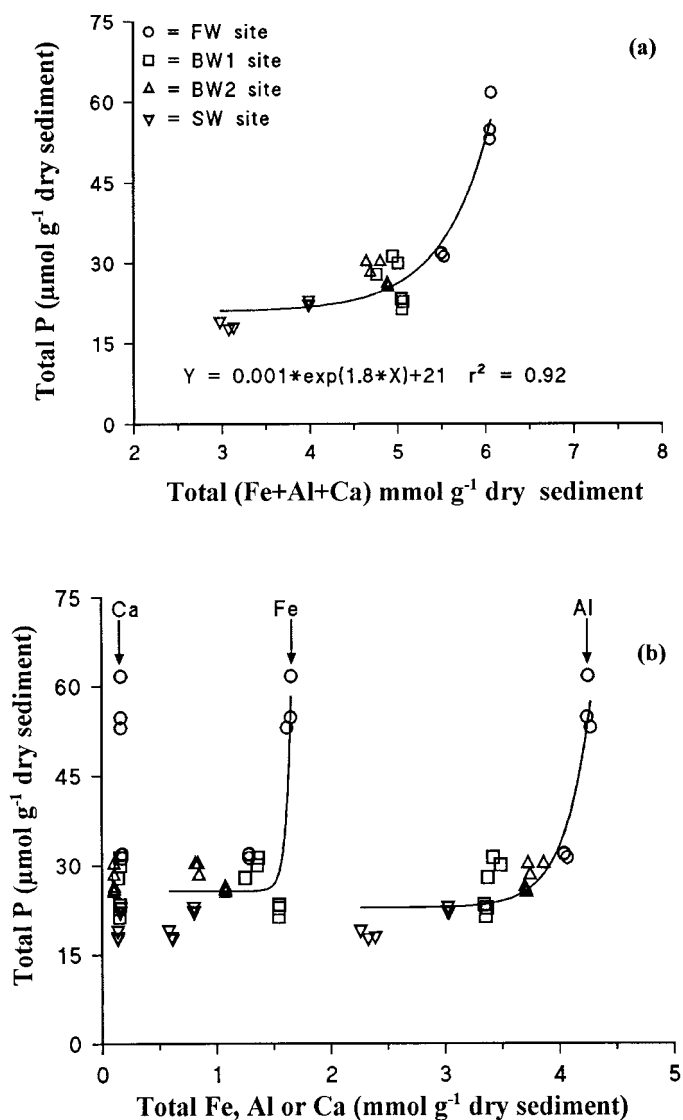 75
60
45
30
15
0
Total P (μmol g⁻¹ dry sediment)
○ = FW site
□ = BW1 site
△ = BW2 site
▽ = SW site
(a)
Y = 0.001*exp(1.8*X)+21 r² = 0.92
2 3 4 5 6 7 8
Total (Fe+Al+Ca) mmol g⁻¹ dry sediment
75
60
45
30
15
0
Total P (μmol g⁻¹ dry sediment)
Ca Fe Al
(b)
0 1 2 3 4 5
Total Fe, Al or Ca (mmol g⁻¹ dry sediment)